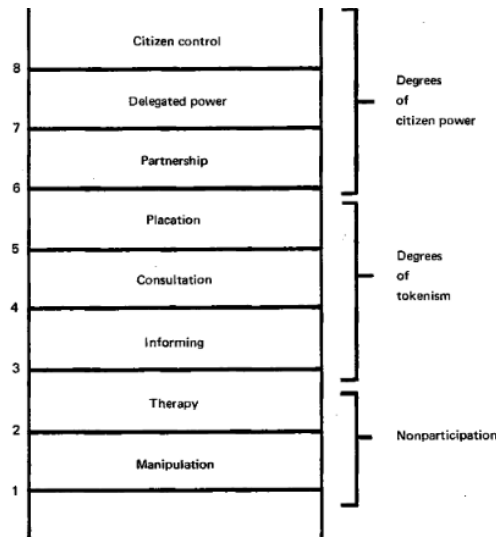 Citizen control
8
Delegated power
7
Partnership
6
Placation
5
Consultation
4
Informing
3
Therapy
2
Manipulation
1
Degrees
of
citizen power
Degrees
of
tokenism
Nonparticipation